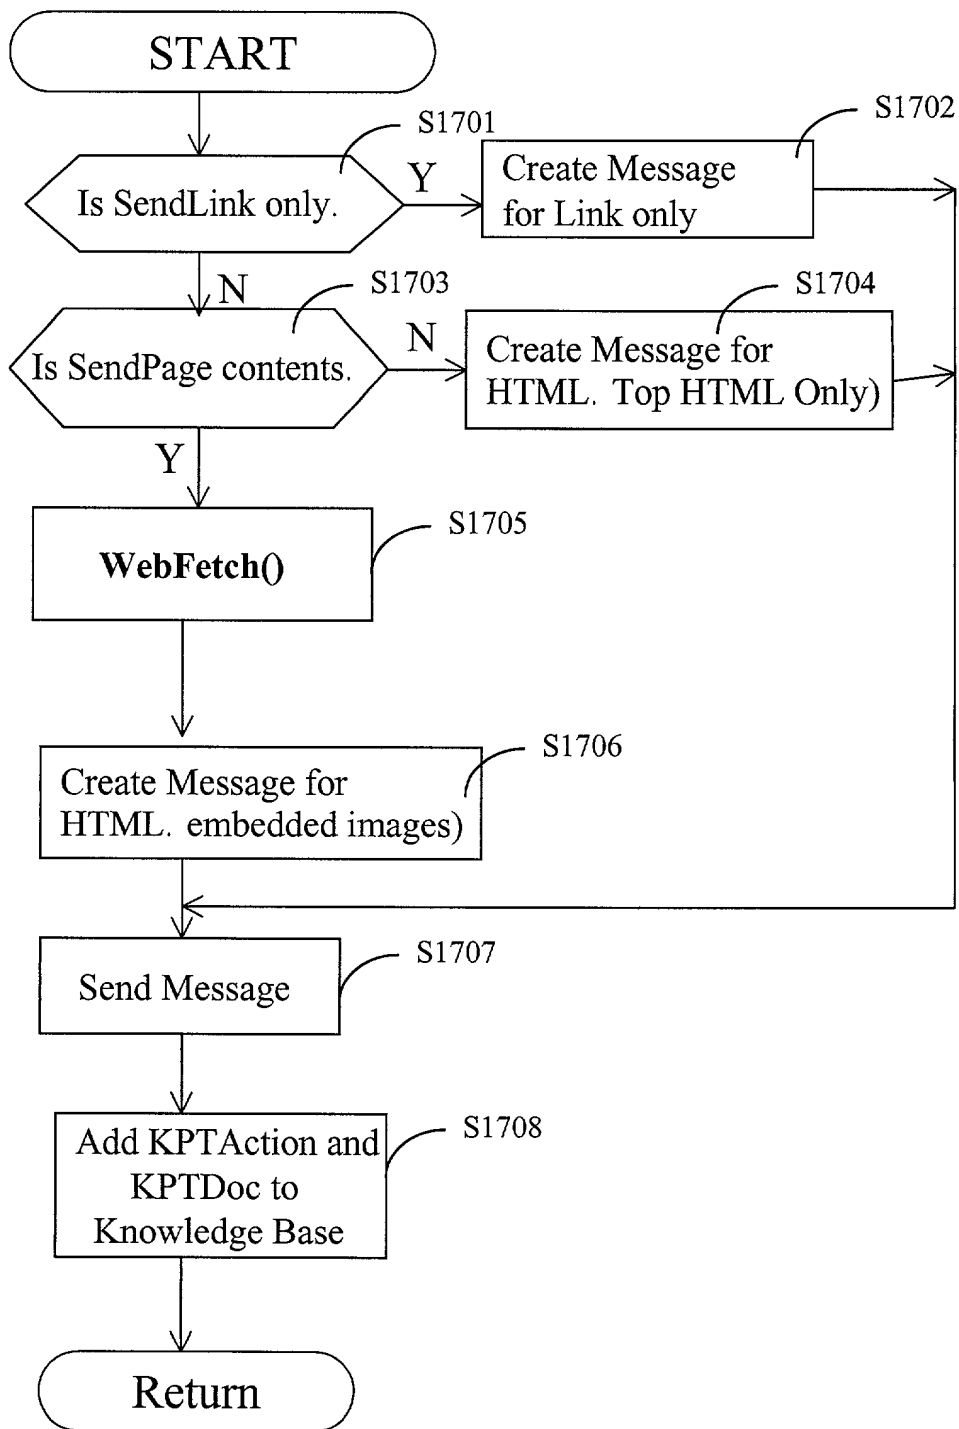 START
S1701
S1702
Is SendLink only.
Y
Create Message
for Link only
N
S1703
S1704
Is SendPage contents.
N
Create Message for
HTML. Top HTML Only)
Y
S1705
WebFetch()
S1706
Create Message for
HTML. embedded images)
S1707
Send Message
S1708
Add KPTAction and
KPTDoc to
Knowledge Base
Return